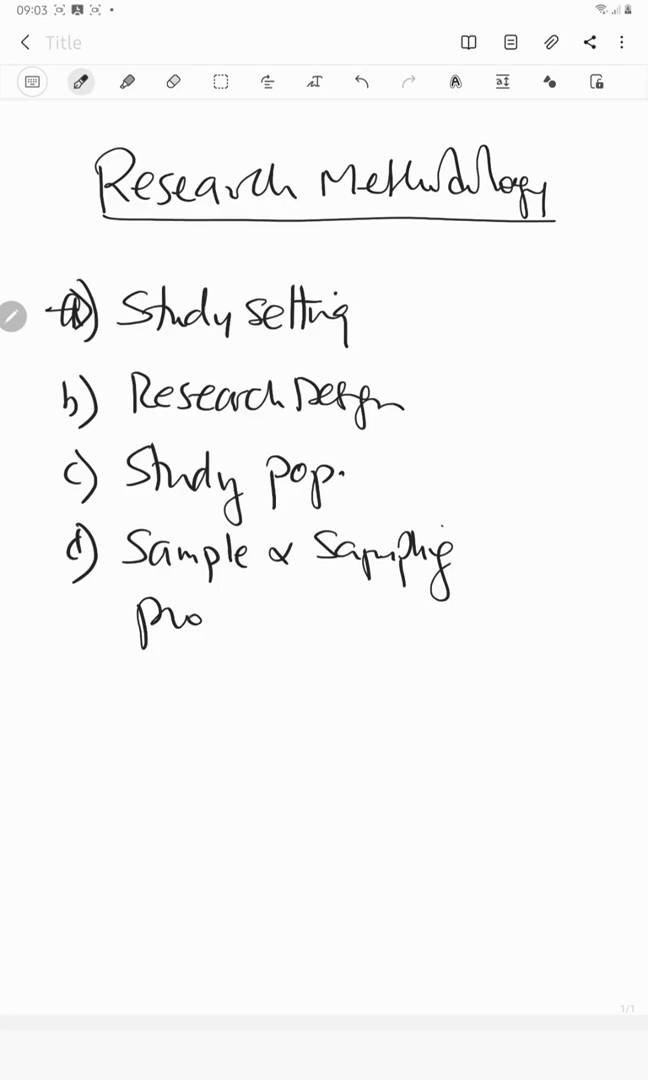 09:03
Title
Research Methodology
a) Study setting
b) Research Design
c) Study pop.
d) Sample & Sampling
pro
1/1